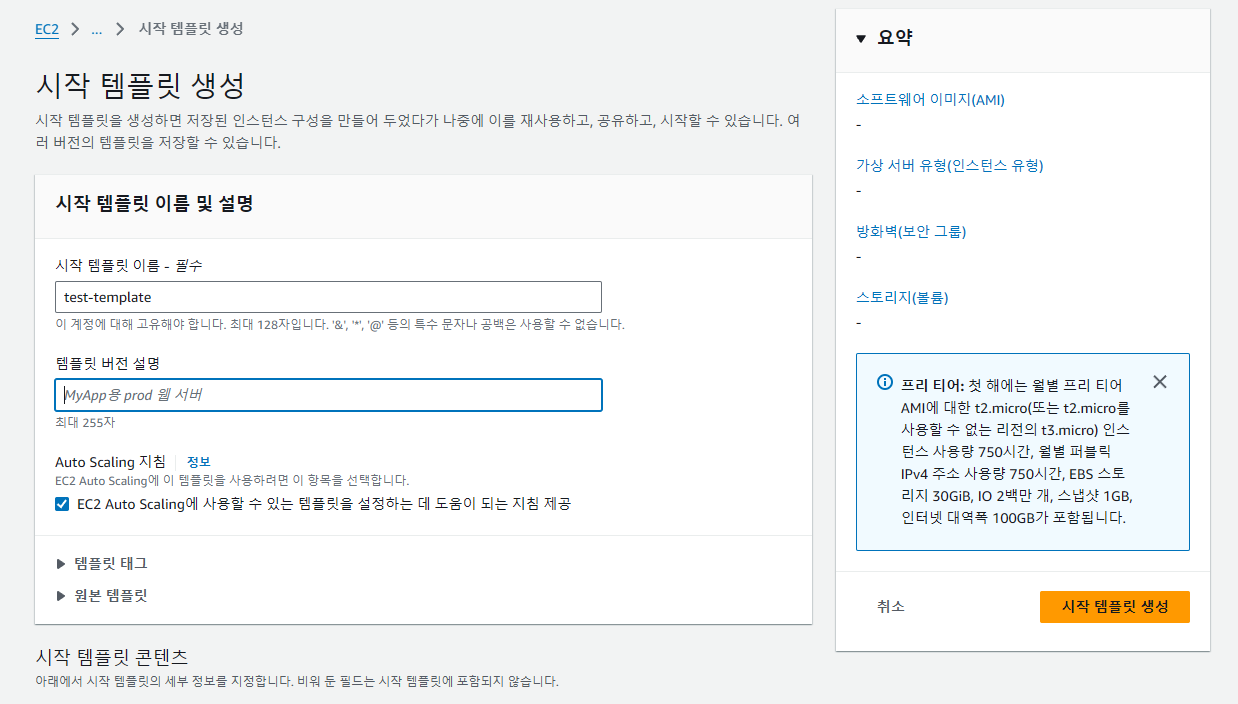 EC2 > ... > 시작 템플릿 생성
시작 템플릿 생성
시작 템플릿을 생성하면 저장된 인스턴스 구성을 만들어 두었다가 나중에 이를 재사용하고, 공유하고, 시작할 수 있습니다. 여
러 버전의 템플릿을 저장할 수 있습니다.
시작 템플릿 이름 및 설명
시작 템플릿 이름 - 필수
test-template
이 계정에 대해 고유해야 합니다. 최대 128자입니다. '&', '*', '@' 등의 특수 문자나 공백은 사용할 수 없습니다.
템플릿 버전 설명
MyApp용 prod 웹 서버
최대 255자
Auto Scaling 지침 정보
EC2 Auto Scaling에 이 템플릿을 사용하려면 이 항목을 선택합니다.
EC2 Auto Scaling에 사용할 수 있는 템플릿을 설정하는 데 도움이 되는 지침 제공
템플릿 태그
원본 템플릿
시작 템플릿 콘텐츠
아래에서 시작 템플릿의 세부 정보를 지정합니다. 비워 둔 필드는 시작 템플릿에 포함되지 않습니다.
요약
소프트웨어 이미지(AMI)
-
가상 서버 유형(인스턴스 유형)
-
방화벽(보안 그룹)
-
스토리지(볼륨)
-
프리 티어: 첫 해에는 월별 프리 티어
AMI에 대한 t2.micro(또는 t2.micro를
사용할 수 없는 리전의 t3.micro) 인스
턴스 사용량 750시간, 월별 퍼블릭
IPv4 주소 사용량 750시간, EBS 스토
리지 30GiB, IO 2백만 개, 스냅샷 1GB,
인터넷 대역폭 100GB가 포함됩니다.
취소
시작 템플릿 생성